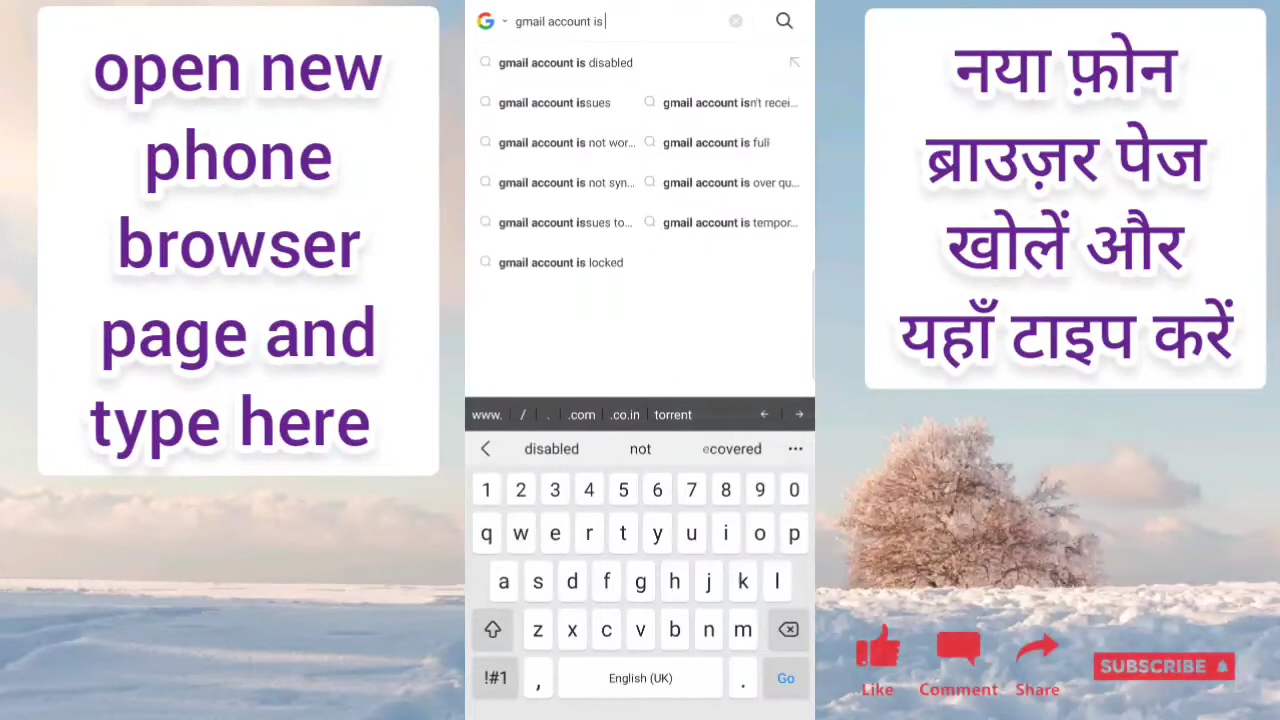 open new
phone
browser
page and
type here
gmail account is
gmail account is disabled
gmail account issues
gmail account isn't recei...
gmail account is not wor...
gmail account is full
gmail account is not syn...
gmail account is over qu...
gmail account issues to...
gmail account is tempor...
gmail account is locked
www. / . .com .co.in torrent
disabled not ecovered
1 2 3 4 5 6 7 8 9 0
q w e r t y u i o p
a s d f g h j k l
z x c v b n m
!#1 , English (UK) . Go
नया फ़ोन
ब्राउज़र पेज
खोलें और
यहाँ टाइप करें
Like Comment Share
SUBSCRIBE